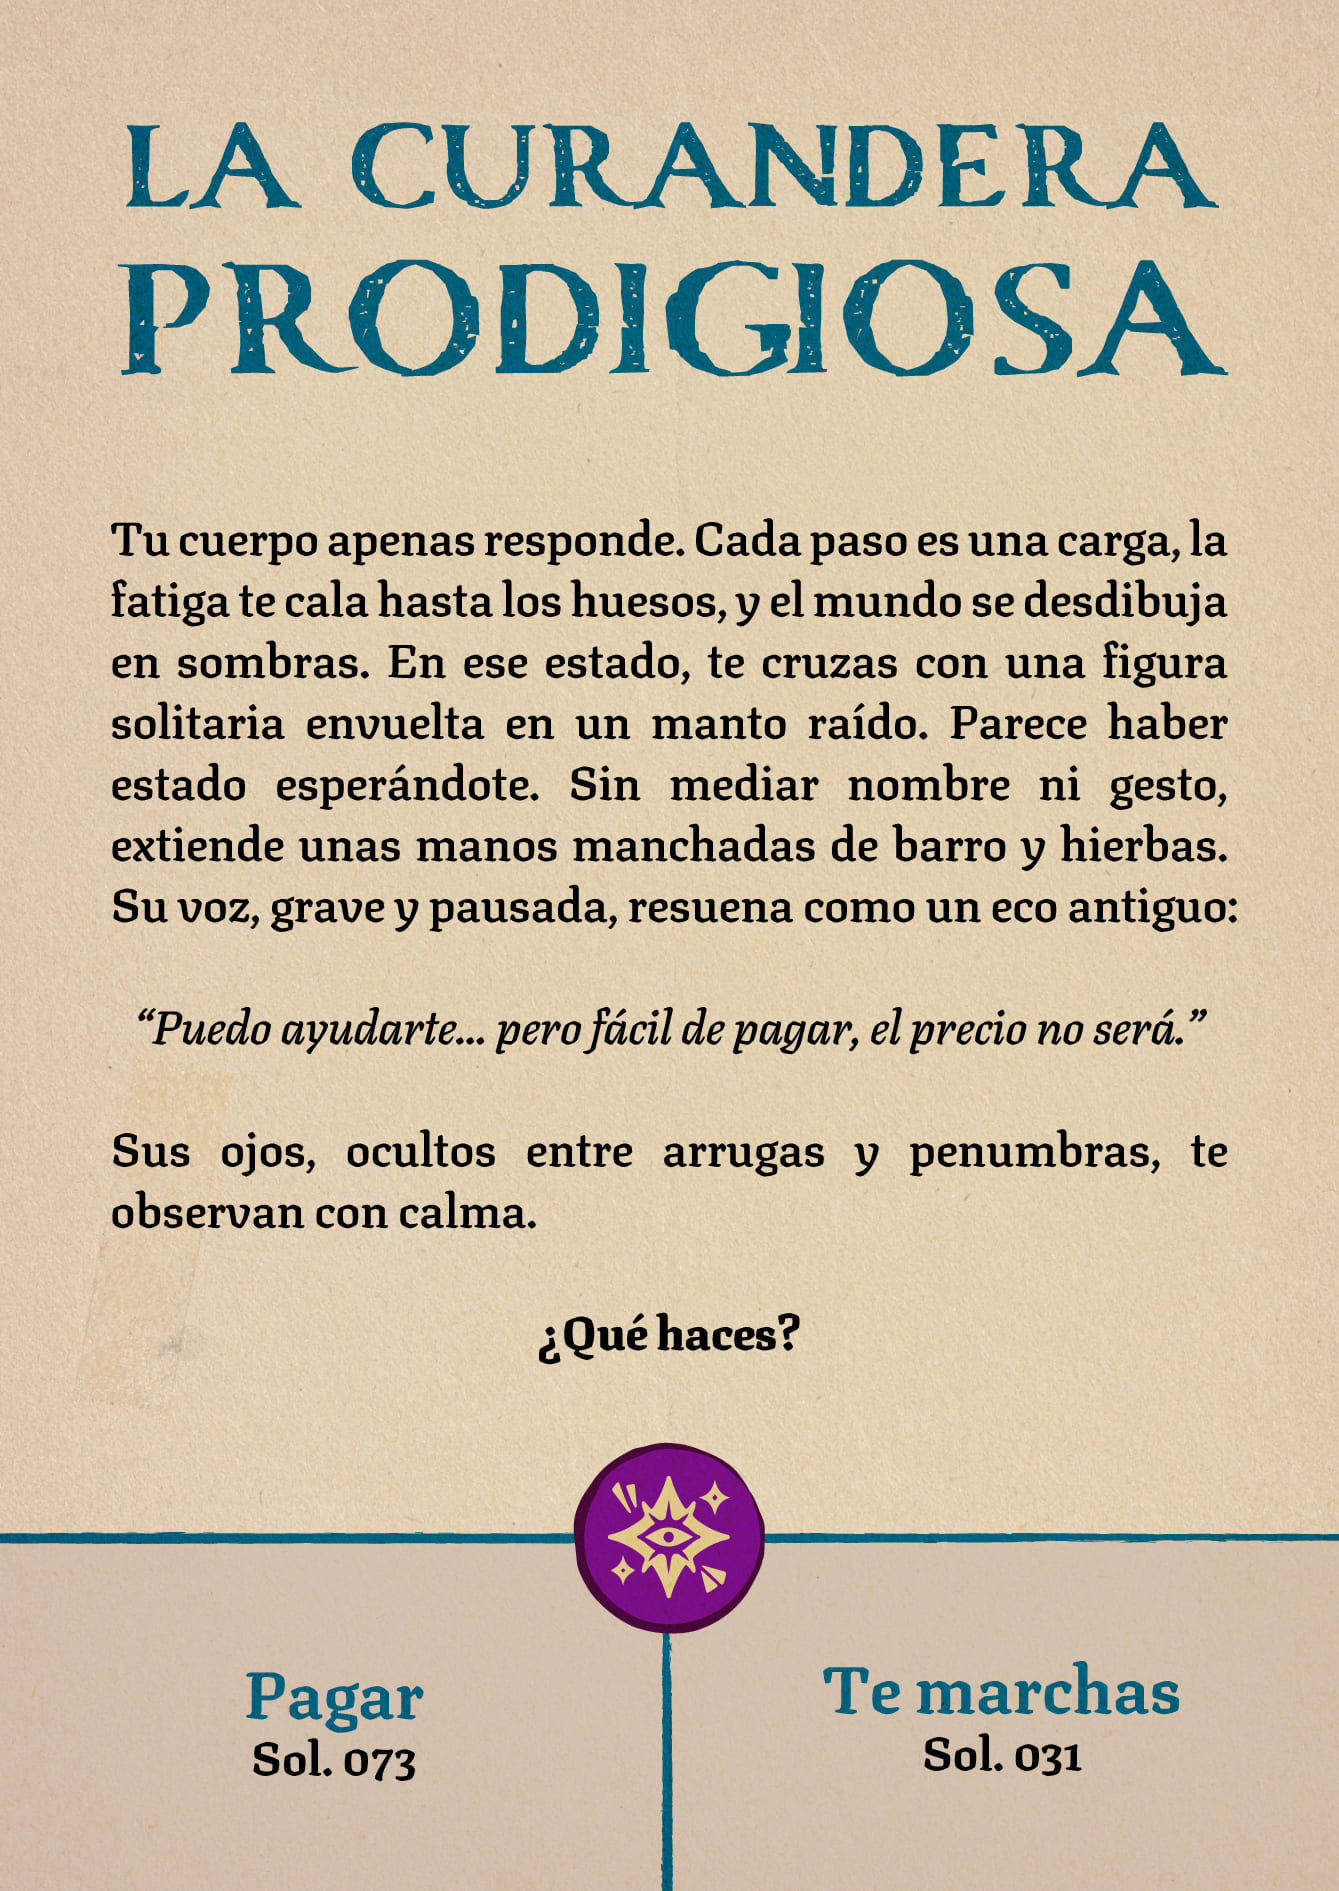 LA CURANDERA
PRODIGIOSA
Tu cuerpo apenas responde. Cada paso es una carga, la
fatiga te cala hasta los huesos, y el mundo se desdibuja
en sombras. En ese estado, te cruzas con una figura
solitaria envuelta en un manto raído. Parece haber
estado esperándote. Sin mediar nombre ni gesto,
extiende unas manos manchadas de barro y hierbas.
Su voz, grave y pausada, resuena como un eco antiguo:
“Puedo ayudarte... pero fácil de pagar, el precio no será.”
Sus ojos, ocultos entre arrugas y penumbras, te
observan con calma.
¿Qué haces?
Pagar
Sol. 073
Te marchas
Sol. 031